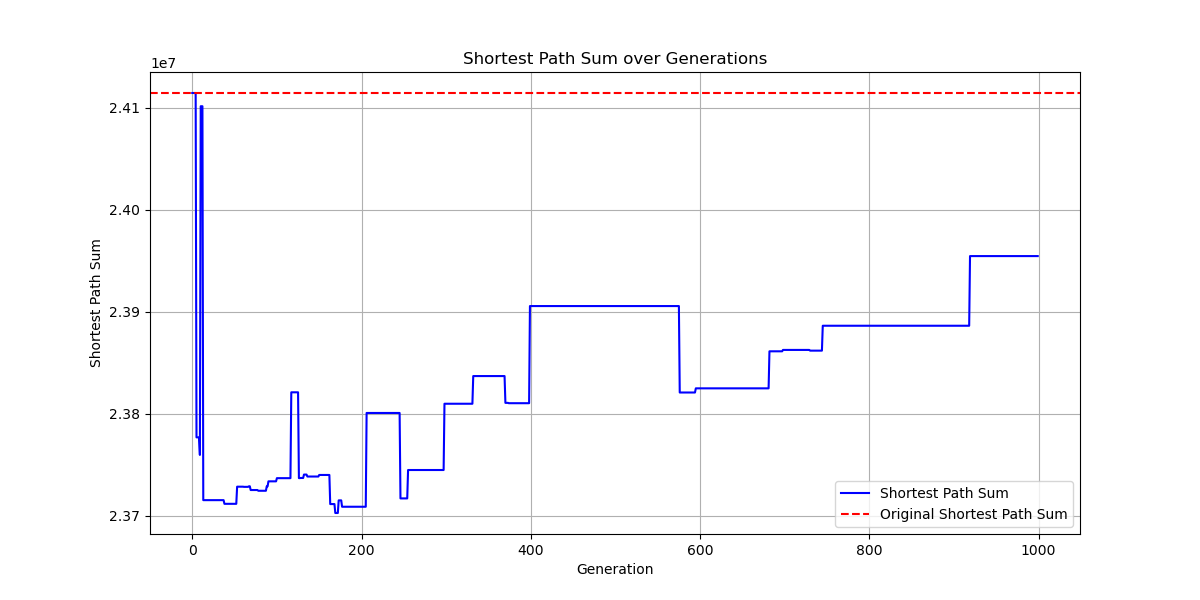 Shortest Path Sum over Generations
1e7
2.41
2.40
2.39
2.38
2.37
Shortest Path Sum
0 200 400 600 800 1000
Generation
Shortest Path Sum
Original Shortest Path Sum